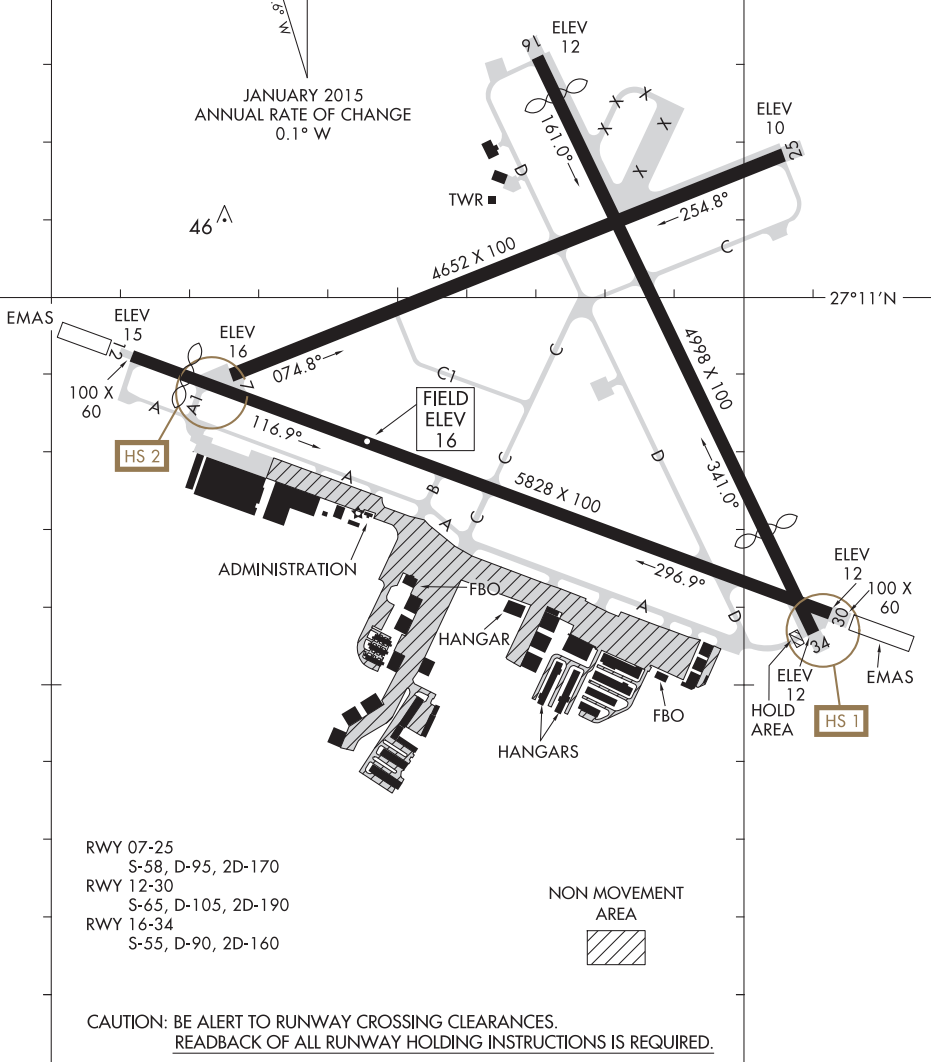 .6° W
JANUARY 2015
ANNUAL RATE OF CHANGE
0.1° W
16
ELEV
12
161.0°
D
TWR
46
ELEV
10
25
254.8°
C
4652 X 100
27°11'N
EMAS
ELEV
15
12
ELEV
16
7
074.8°
100 X
60
A
A1
116.9°
HS 2
C1
FIELD
ELEV
16
C
4998 X 100
A
B
C
A
C
5828 X 100
D
341.0°
ADMINISTRATION
FBO
HANGAR
296.9°
A
D
ELEV
12
100 X
60
30
34
ELEV
12
HOLD
AREA
EMAS
HS 1
FBO
HANGARS
RWY 07-25
S-58, D-95, 2D-170
RWY 12-30
S-65, D-105, 2D-190
RWY 16-34
S-55, D-90, 2D-160
NON MOVEMENT
AREA
CAUTION: BE ALERT TO RUNWAY CROSSING CLEARANCES.
READBACK OF ALL RUNWAY HOLDING INSTRUCTIONS IS REQUIRED.